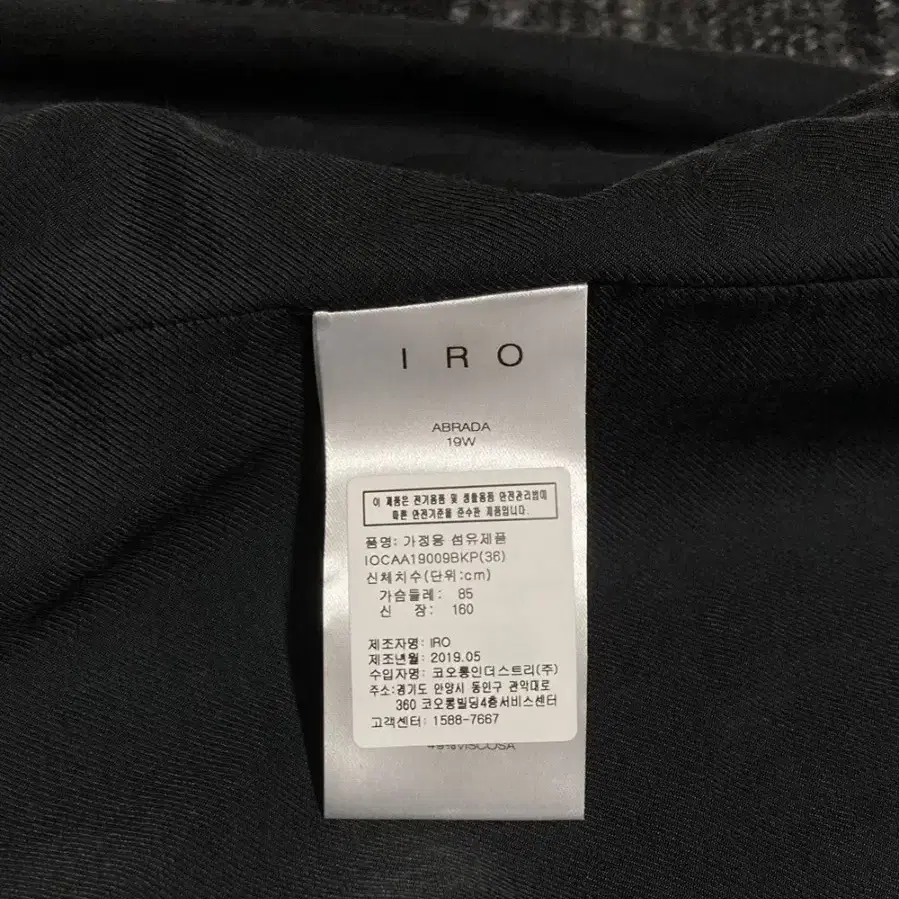 IRO
ABRADA
19W
이 제품은 전기용품 및 생활용품 안전관리법에
따른 안전기준을 준수한 제품입니다.
품명: 가정용 섬유제품
IOCAA19009BKP(36)
신체치수(단위:cm)
가슴둘레: 85
신 장: 160
제조자명: IRO
제조년월: 2019.05
수입자명: 코오롱인더스트리(주)
주소:경기도 안양시 동안구 관악대로
360 코오롱빌딩4층서비스센터
고객센터: 1588-7667
VISCOSA